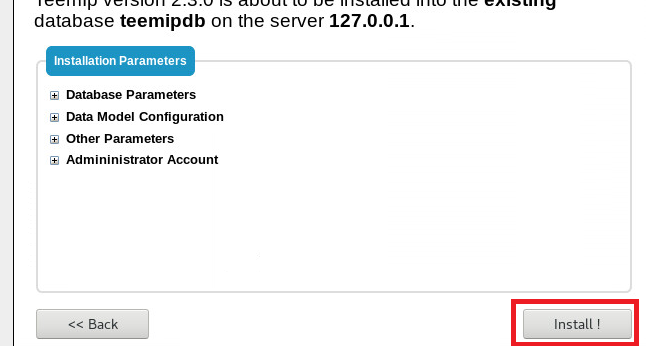 Teemip version 2.3.0 is about to be installed into the existing
database teemipdb on the server 127.0.0.1.
Installation Parameters
Database Parameters
Data Model Configuration
Other Parameters
Admininistrator Account
<< Back
Install !